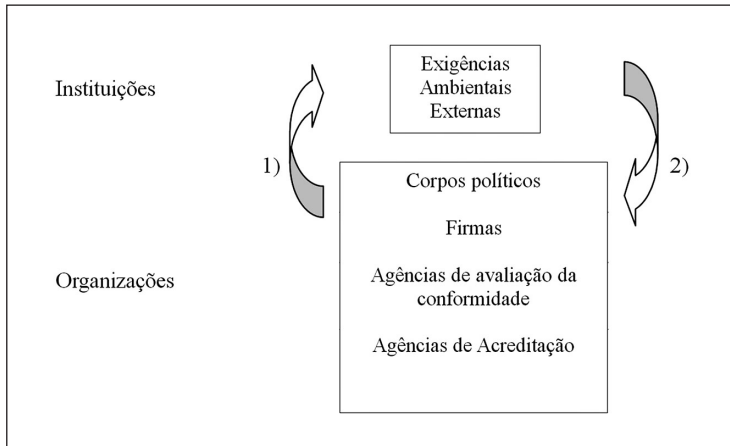 Instituições
Exigências
Ambientais
Externas
1)
2)
Organizações
Corpos políticos
Firmas
Agências de avaliação da
conformidade
Agências de Acreditação